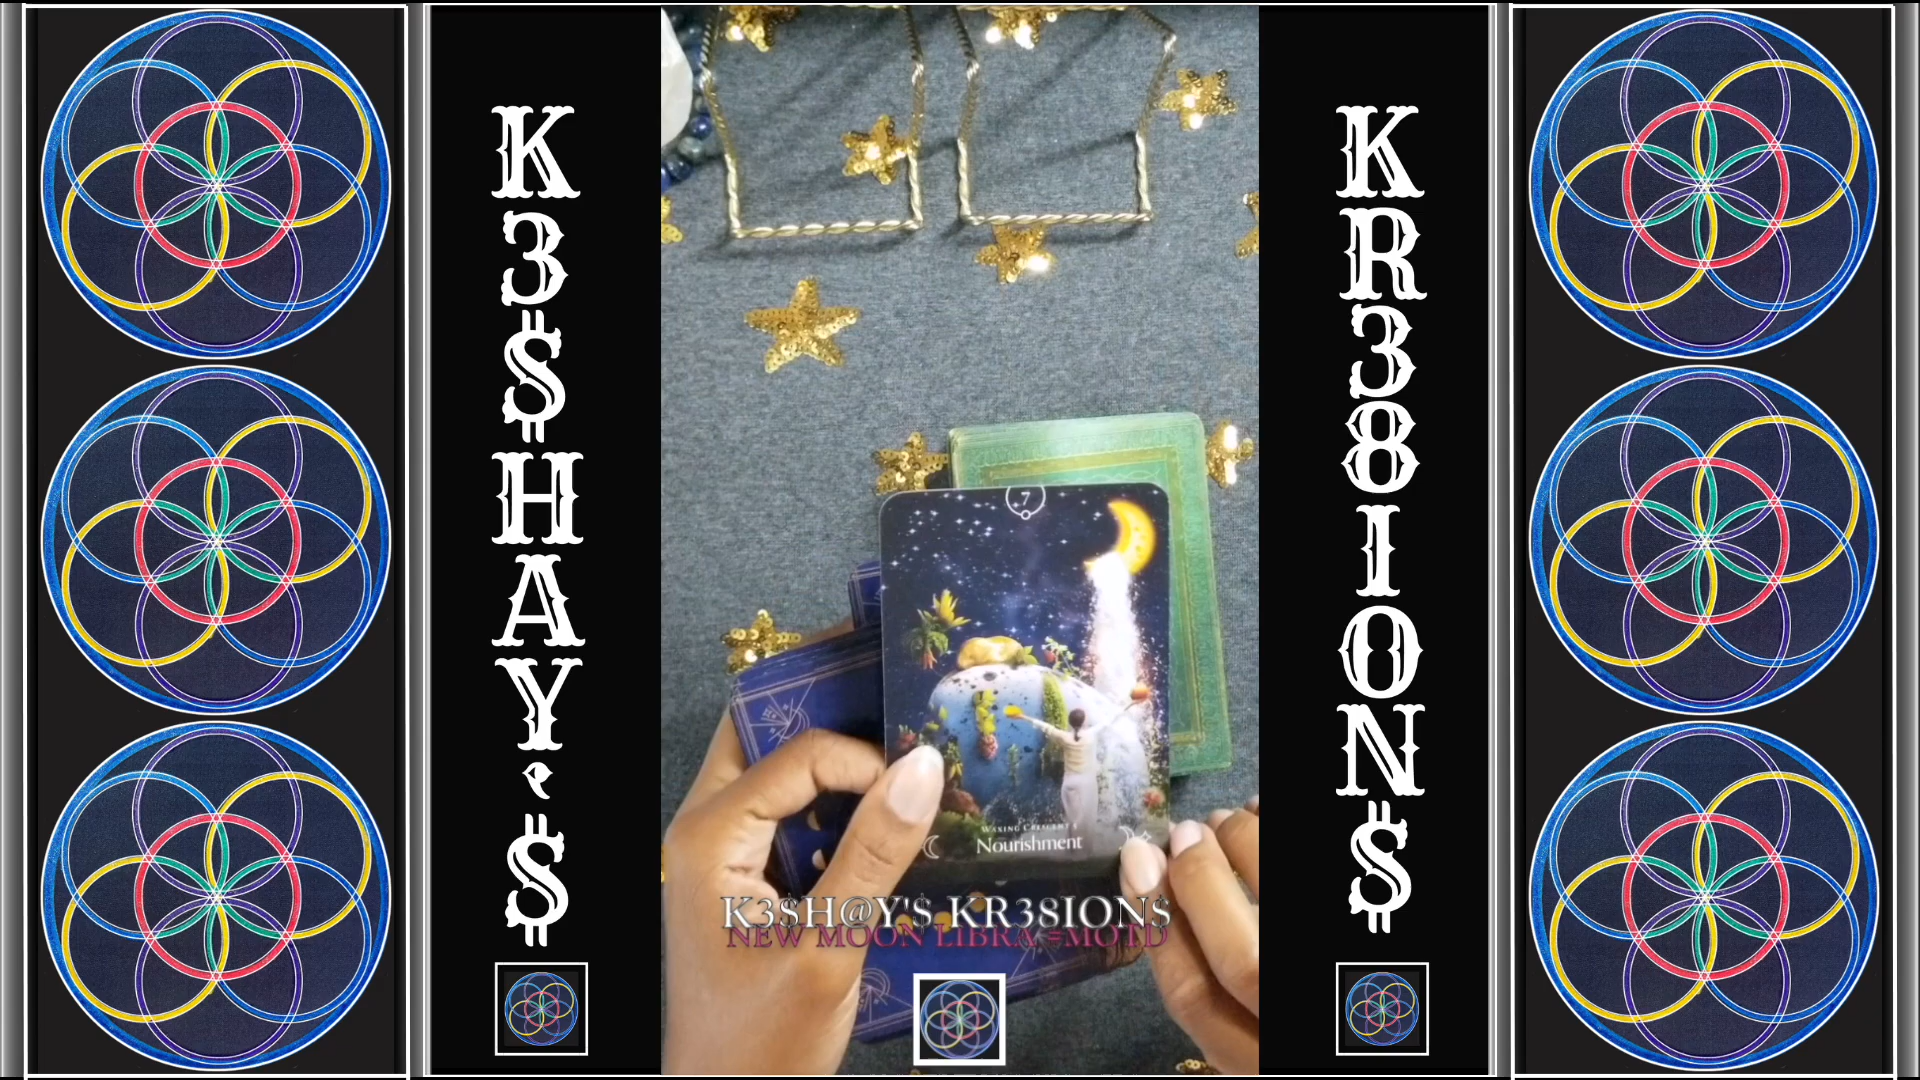 K3$HAY'$
7
WAXING CRESCENT
Nourishment
K3$H@Y'$ KR38ION$
NEW MOON LIBRA #MOTD
KR38ION$